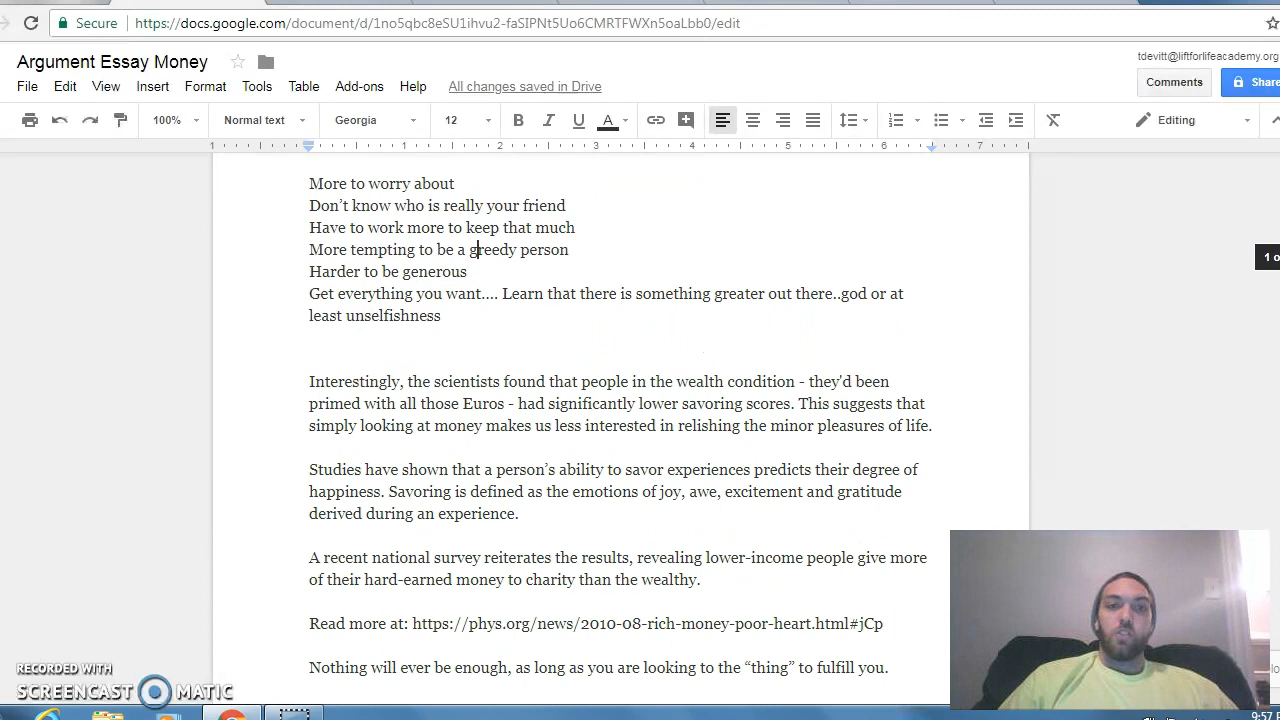 Secure
https://docs.google.com/document/d/1no5qbc8eSU1ihvu2-faSIPNt5Uo6CMRTFWXn5oaLbb0/edit
Argument Essay Money
tdevitt@liftforlifeacademy.org
File Edit View Insert Format Tools Table Add-ons Help All changes saved in Drive
Comments
Share
100% Normal text Georgia 12 B I U A Editing
1 1 2 3 4 5 6 7
More to worry about
Don’t know who is really your friend
Have to work more to keep that much
More tempting to be a greedy person
Harder to be generous
Get everything you want.... Learn that there is something greater out there..god or at
least unselfishness
1 o
Interestingly, the scientists found that people in the wealth condition - they'd been
primed with all those Euros - had significantly lower savoring scores. This suggests that
simply looking at money makes us less interested in relishing the minor pleasures of life.
Studies have shown that a person’s ability to savor experiences predicts their degree of
happiness. Savoring is defined as the emotions of joy, awe, excitement and gratitude
derived during an experience.
A recent national survey reiterates the results, revealing lower-income people give more
of their hard-earned money to charity than the wealthy.
Read more at: https://phys.org/news/2010-08-rich-money-poor-heart.html#jCp
Nothing will ever be enough, as long as you are looking to the “thing” to fulfill you.
RECORDED WITH
SCREENCAST MATIC
9:57